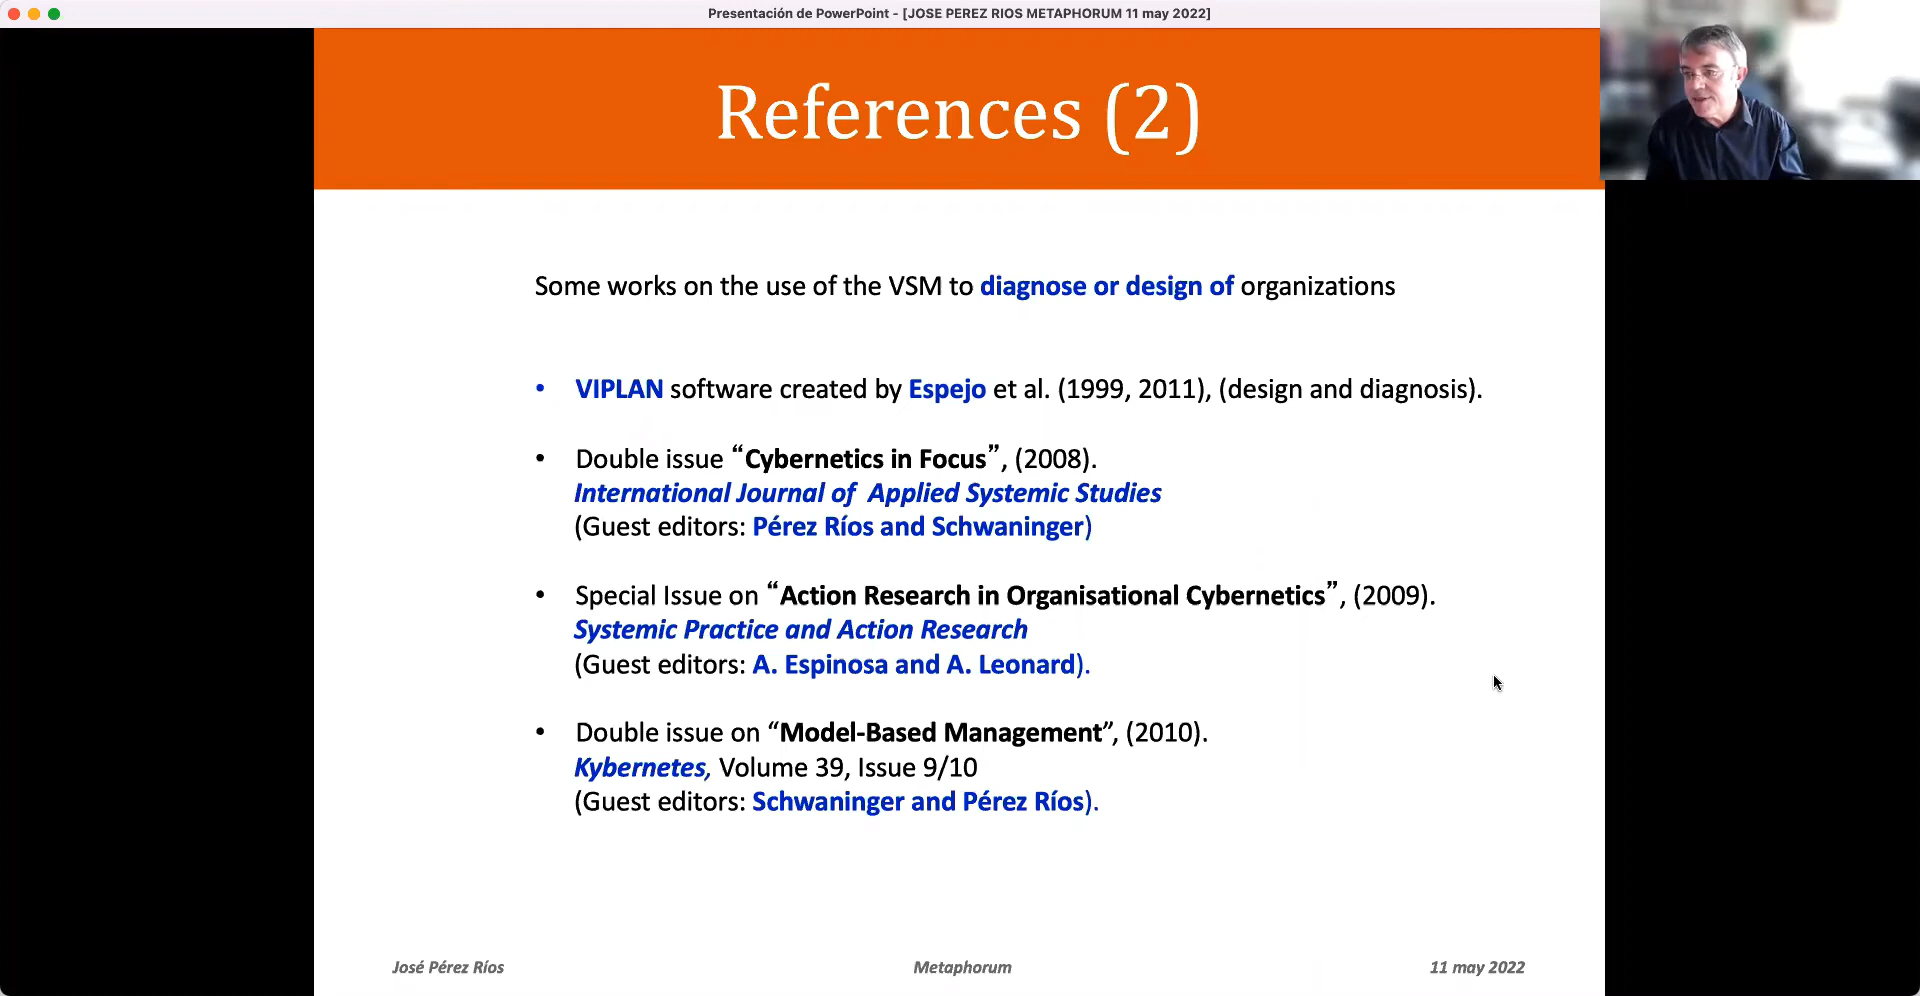 Presentación de PowerPoint - [JOSE PEREZ RIOS METAPHORUM 11 may 2022]
References (2)
Some works on the use of the VSM to diagnose or design of organizations
• VIPLAN software created by Espejo et al. (1999, 2011), (design and diagnosis).
• Double issue “Cybernetics in Focus”, (2008).
International Journal of Applied Systemic Studies
(Guest editors: Pérez Ríos and Schwaninger)
• Special Issue on “Action Research in Organisational Cybernetics”, (2009).
Systemic Practice and Action Research
(Guest editors: A. Espinosa and A. Leonard).
• Double issue on “Model-Based Management”, (2010).
Kybernetes, Volume 39, Issue 9/10
(Guest editors: Schwaninger and Pérez Ríos).
José Pérez Ríos Metaphorum 11 may 2022